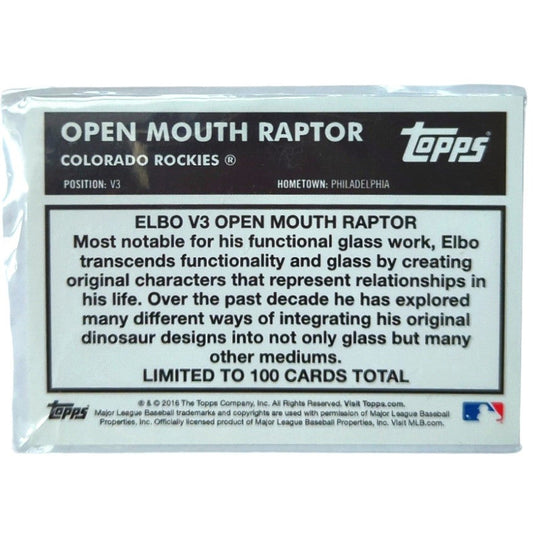 OPEN MOUTH RAPTOR
Topps
COLORADO ROCKIES ®
POSITION: V3 HOMETOWN: PHILADELPHIA
ELBO V3 OPEN MOUTH RAPTOR
Most notable for his functional glass work, Elbo
transcends functionality and glass by creating
original characters that represent relationships in
his life. Over the past decade he has explored
many different ways of integrating his original
dinosaur designs into not only glass but many
other mediums.
LIMITED TO 100 CARDS TOTAL
Topps
® & © 2016 The Topps Company, Inc. All Rights Reserved. Visit Topps.com.
Major League Baseball trademarks and copyrights are used with permission of Major League Baseball
Properties, Inc. Officially licensed product of Major League Baseball Properties, Inc. Visit MLB.com.